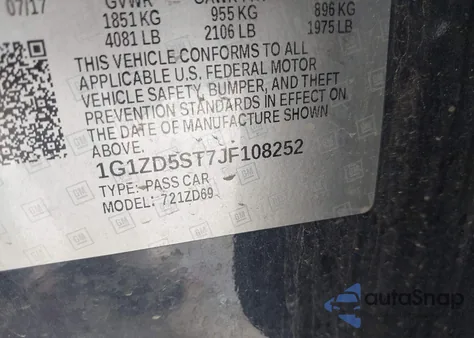 07/17 GVWR
1851 KG 955 KG 896 KG
4081 LB 2106 LB 1975 LB
THIS VEHICLE CONFORMS TO ALL
APPLICABLE U.S. FEDERAL MOTOR
VEHICLE SAFETY, BUMPER, AND THEFT
PREVENTION STANDARDS IN EFFECT ON
THE DATE OF MANUFACTURE SHOWN
ABOVE.
1G1ZD5ST7JF108252
TYPE: PASS CAR
MODEL: 721ZD69
GM
autoSnap